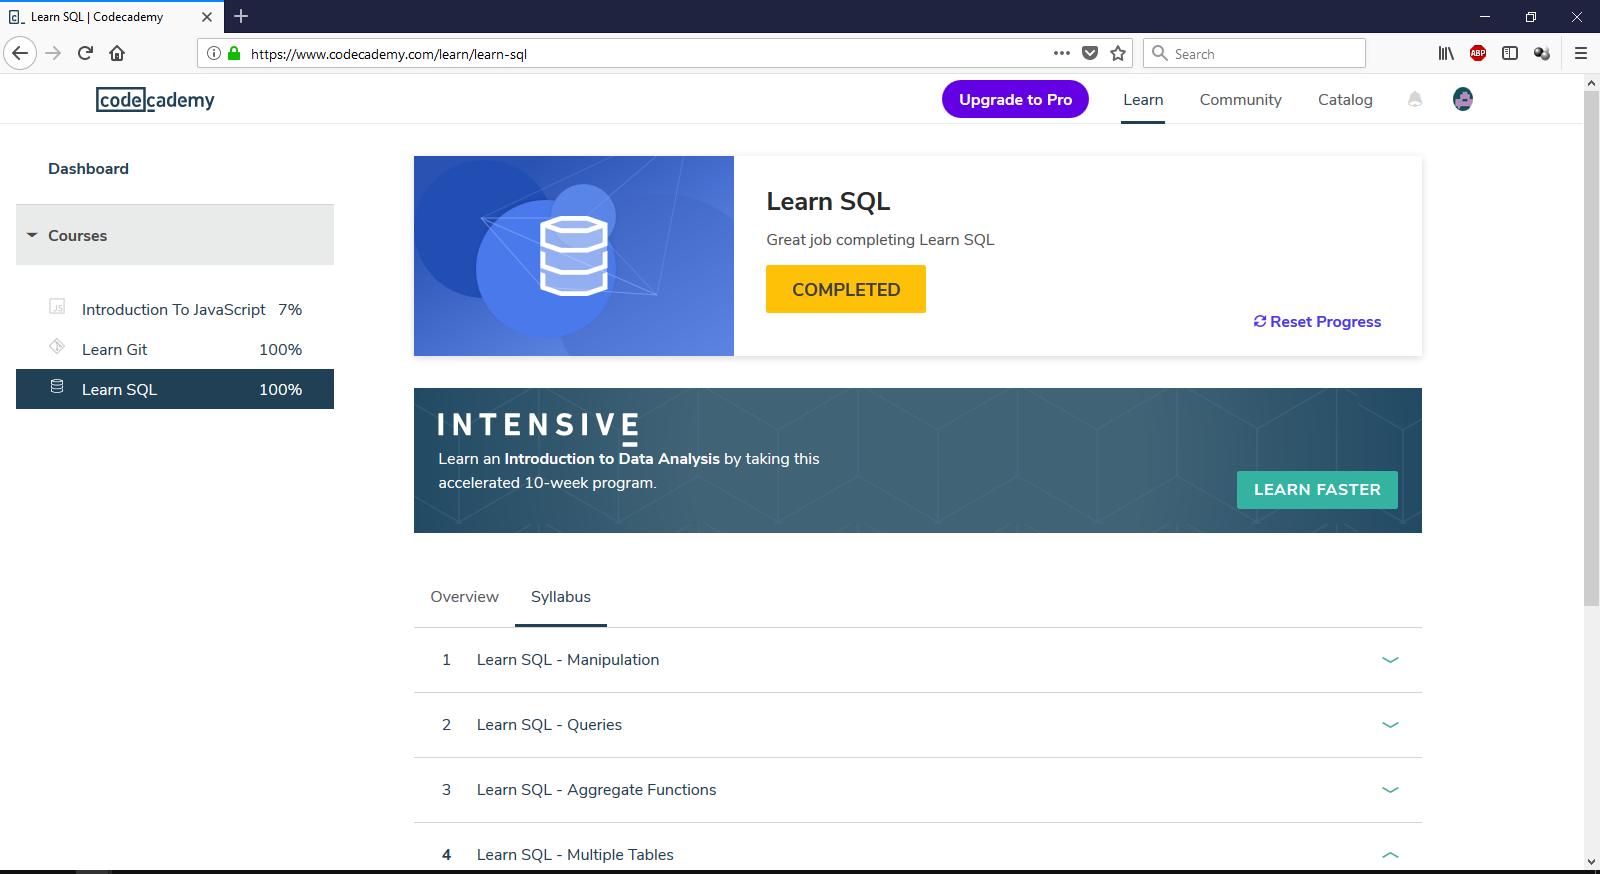 Learn SQL | Codecademy
https://www.codecademy.com/learn/learn-sql
Search
ABP
codecademy
Upgrade to Pro
Learn
Community
Catalog
Dashboard
Courses
JS
Introduction To JavaScript 7%
Learn Git 100%
Learn SQL 100%
Learn SQL
Great job completing Learn SQL
COMPLETED
Reset Progress
INTENSIVE
Learn an Introduction to Data Analysis by taking this
accelerated 10-week program.
LEARN FASTER
Overview
Syllabus
1 Learn SQL - Manipulation
2 Learn SQL - Queries
3 Learn SQL - Aggregate Functions
4 Learn SQL - Multiple Tables